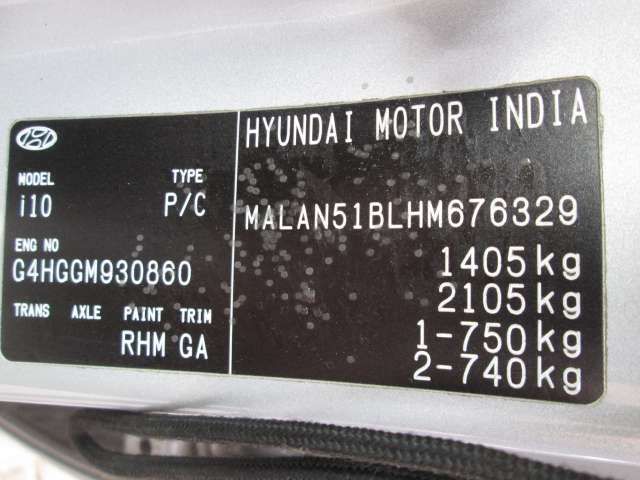 HYUNDAI MOTOR INDIA
MODEL TYPE
i10 P/C
ENG NO
G4HGGM930860
TRANS AXLE PAINT TRIM
RHM GA
MALAN51BLHM676329
1405kg
2105kg
1-750kg
2-740kg